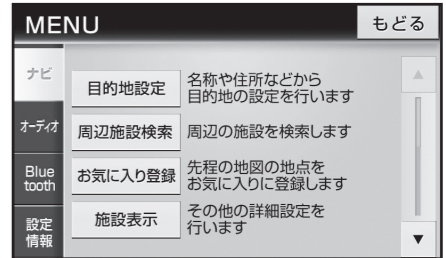 MENU
もどる
ナビ
オーディオ
Blue
tooth
設定
情報
目的地設定
名称や住所などから
目的地の設定を行います
周辺施設検索
周辺の施設を検索します
お気に入り登録
先程の地図の地点を
お気に入りに登録します
施設表示
その他の詳細設定を
行います